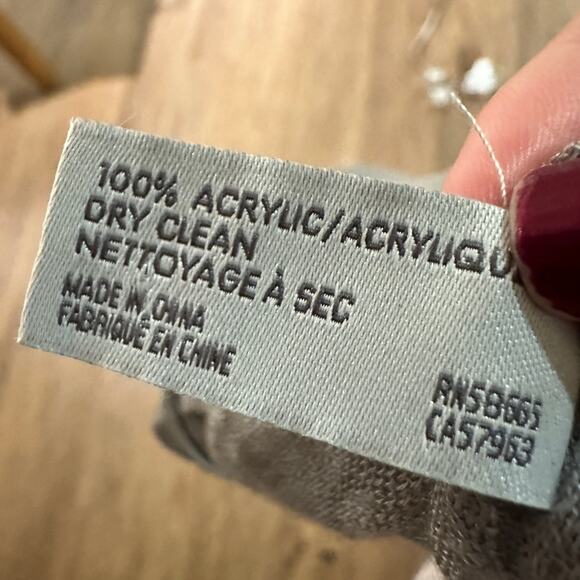 100% ACRYLIC/ACRYLIQU
DRY CLEAN
NETTOYAGE À SEC
MADE IN CHINA
FABRIQUÉ EN CHINE
RN58665
CA57963